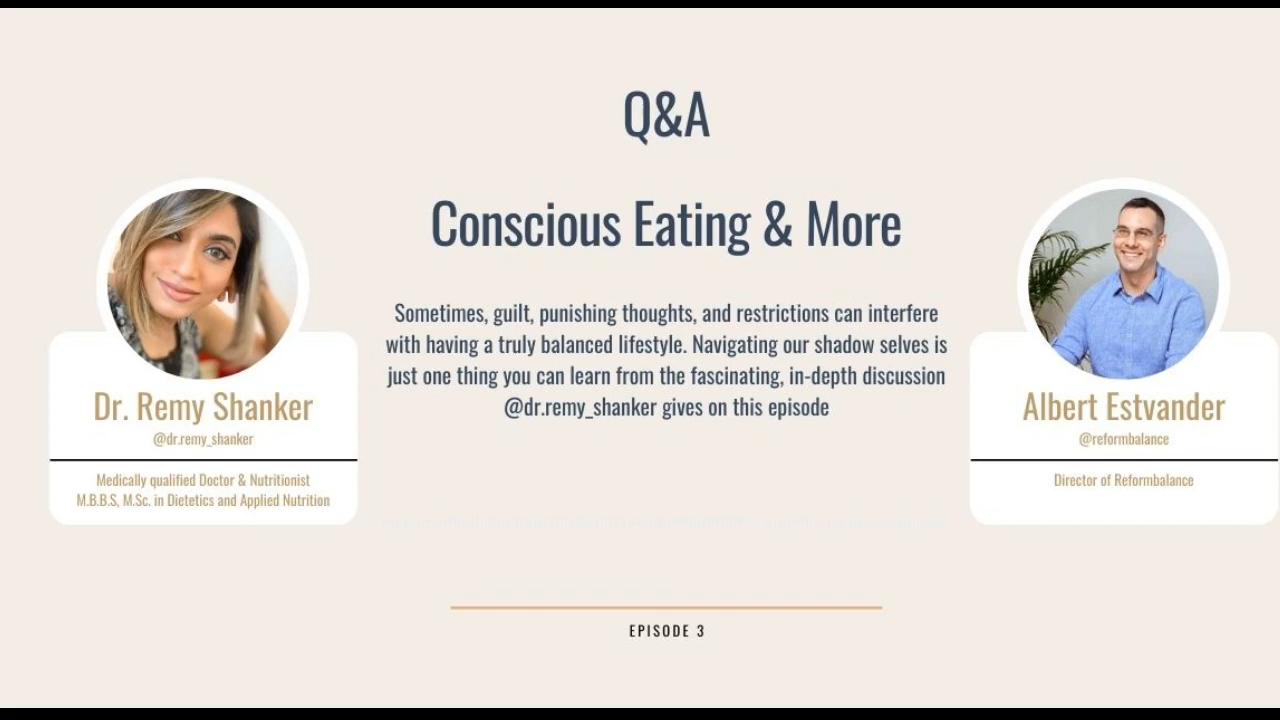 Q&A
Conscious Eating & More
Sometimes, guilt, punishing thoughts, and restrictions can interfere
with having a truly balanced lifestyle. Navigating our shadow selves is
just one thing you can learn from the fascinating, in-depth discussion
@dr.remy_shanker gives on this episode
Dr. Remy Shanker
@dr.remy_shanker
Medically qualified Doctor & Nutritionist
M.B.B.S, M.Sc. in Dietetics and Applied Nutrition
Albert Estvander
@reformbalance
Director of Reformbalance
EPISODE 3